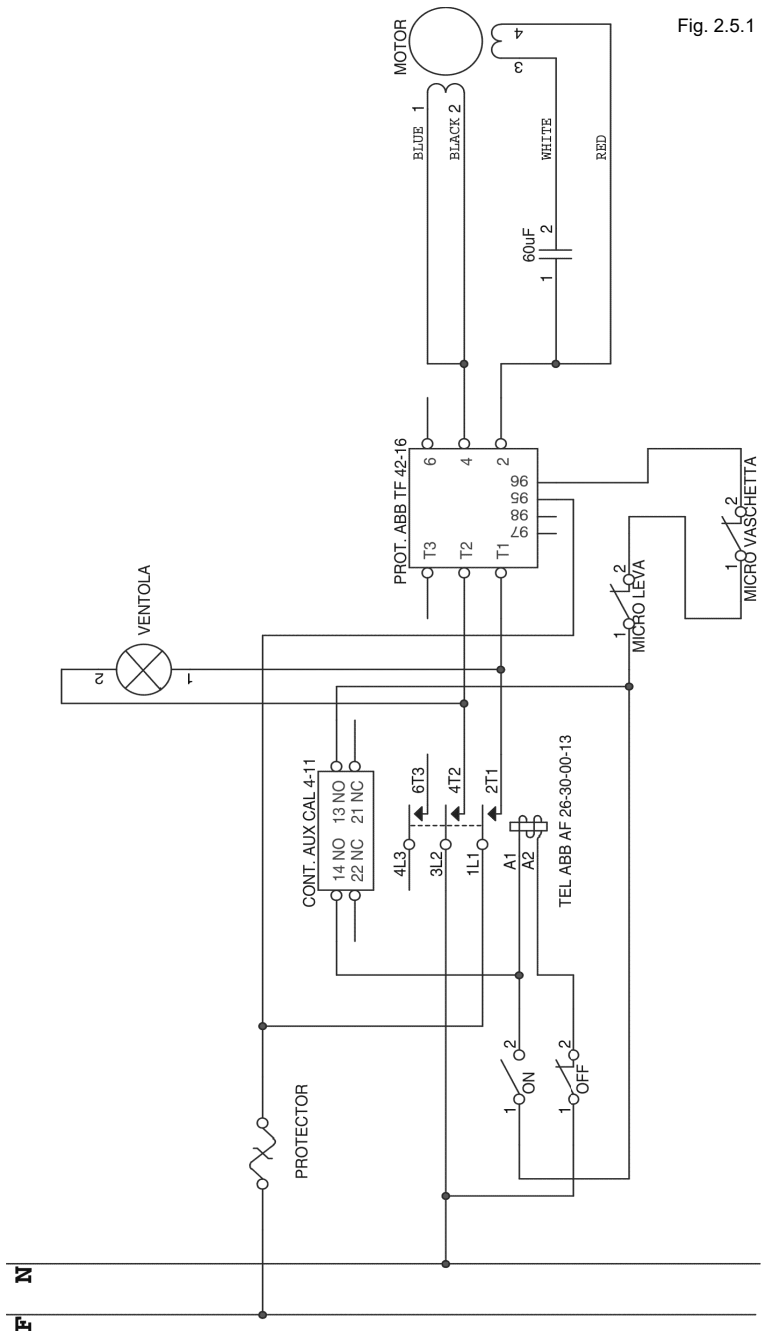 Fig. 2.5.1
MOTOR
4
3
BLUE 1
BLACK 2
WHITE
RED
60uF
1 2
PROT. ABB TF 42-16
6
4
2
96
95
98
97
T3
T2
T1
VENTOLA
2
1
MICRO LEVA
1 2
MICRO VASCHETTA
1 2
CONT. AUX CAL 4-11
14 NO 13 NO
22 NC 21 NC
4L3 6T3
3L2 4T2
1L1 2T1
A1
A2
TEL ABB AF 26-30-00-13
ON
1 2
OFF
1 2
PROTECTOR
N
F